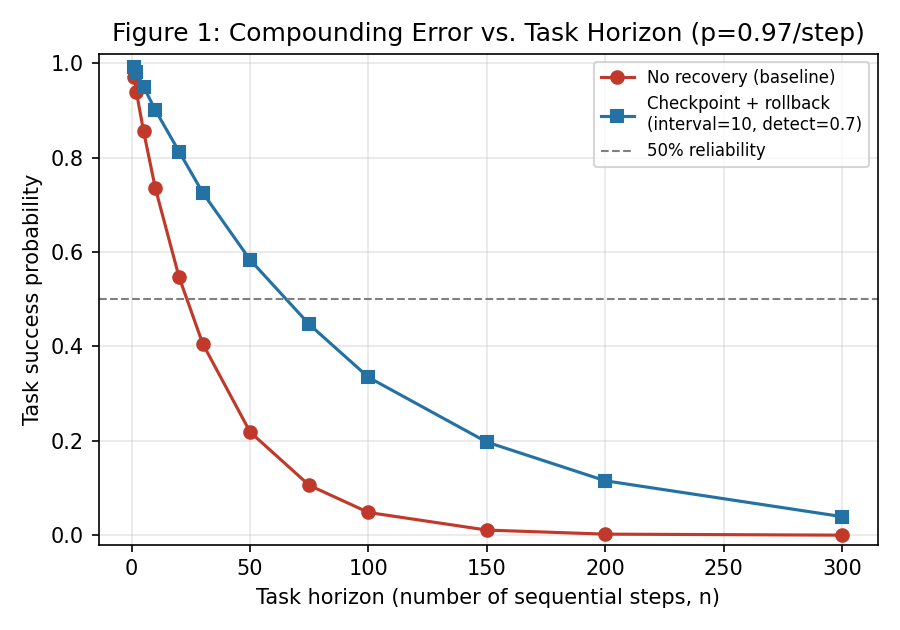 Figure 1: Compounding Error vs. Task Horizon (p=0.97/step)
No recovery (baseline)
Checkpoint + rollback
(interval=10, detect=0.7)
50% reliability
Task success probability
1.0
0.8
0.6
0.4
0.2
0.0
0 50 100 150 200 250 300
Task horizon (number of sequential steps, n)